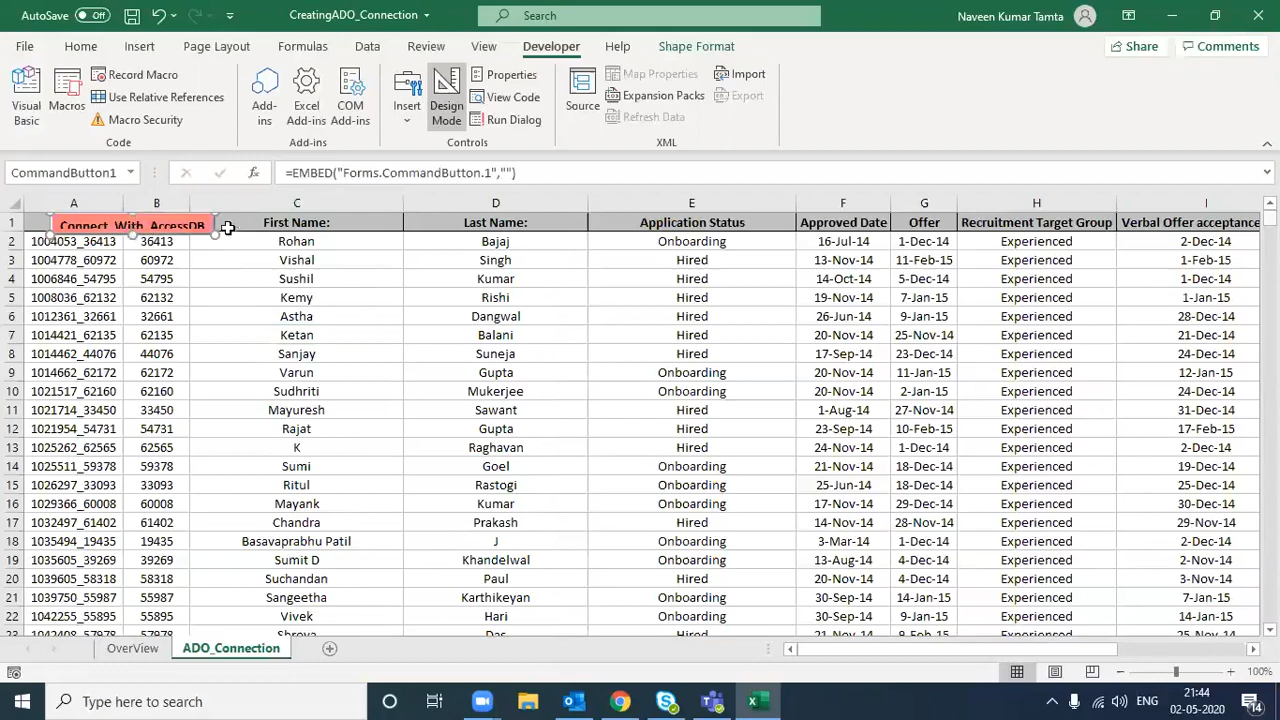 AutoSave Off CreatingADO_Connection Search Naveen Kumar Tamta
File Home Insert Page Layout Formulas Data Review View Developer Help Shape Format Share Comments
Visual Basic Macros Record Macro Use Relative References Macro Security
Add-ins Excel Add-ins COM Add-ins
Insert Design Mode Properties View Code Run Dialog
Source Map Properties Expansion Packs Refresh Data Import Export
Code Add-ins Controls XML
CommandButton1 fx =EMBED("Forms.CommandButton.1","")
A B C D E F G H I
1 Connect_With_AccessDB First Name: Last Name: Application Status Approved Date Offer Recruitment Target Group Verbal Offer acceptance
2 1004053_36413 36413 Rohan Bajaj Onboarding 16-Jul-14 1-Dec-14 Experienced 2-Dec-14
3 1004778_60972 60972 Vishal Singh Hired 13-Nov-14 11-Feb-15 Experienced 1-Feb-15
4 1006846_54795 54795 Sushil Kumar Hired 14-Oct-14 5-Dec-14 Experienced 1-Dec-14
5 1008036_62132 62132 Kemy Rishi Hired 19-Nov-14 7-Jan-15 Experienced 1-Jan-15
6 1012361_32661 32661 Astha Dangwal Hired 26-Jun-14 9-Jan-15 Experienced 28-Dec-14
7 1014421_62135 62135 Ketan Balani Hired 20-Nov-14 25-Nov-14 Experienced 21-Dec-14
8 1014462_44076 44076 Sanjay Suneja Hired 17-Sep-14 23-Dec-14 Experienced 24-Dec-14
9 1014662_62172 62172 Varun Gupta Onboarding 20-Nov-14 11-Jan-15 Experienced 12-Jan-15
10 1021517_62160 62160 Sudhriti Mukerjee Onboarding 20-Nov-14 2-Jan-15 Experienced 24-Dec-14
11 1021714_33450 33450 Mayuresh Sawant Hired 1-Aug-14 27-Nov-14 Experienced 31-Dec-14
12 1021954_54731 54731 Rajat Gupta Hired 23-Sep-14 10-Feb-15 Experienced 17-Feb-15
13 1025262_62565 62565 K Raghavan Hired 24-Nov-14 1-Dec-14 Experienced 2-Dec-14
14 1025511_59378 59378 Sumi Goel Onboarding 21-Nov-14 18-Dec-14 Experienced 19-Dec-14
15 1026297_33093 33093 Ritul Rastogi Onboarding 25-Jun-14 18-Dec-14 Experienced 25-Dec-14
16 1029366_60008 60008 Mayank Kumar Onboarding 17-Nov-14 29-Dec-14 Experienced 30-Dec-14
17 1032497_61402 61402 Chandra Prakash Hired 14-Nov-14 28-Nov-14 Experienced 29-Nov-14
18 1035494_19435 19435 Basavaprabhu Patil J Onboarding 3-Mar-14 1-Dec-14 Experienced 2-Dec-14
19 1035605_39269 39269 Sumit D Khandelwal Onboarding 13-Aug-14 4-Dec-14 Experienced 2-Nov-14
20 1039605_58318 58318 Suchandan Paul Hired 20-Nov-14 4-Dec-14 Experienced 3-Nov-14
21 1039750_55987 55987 Sangeetha Karthikeyan Onboarding 30-Sep-14 14-Jan-15 Experienced 7-Jan-15
22 1042255_55895 55895 Vivek Hari Onboarding 30-Sep-14 9-Jan-15 Experienced 14-Jan-15
23 1042408_57978 57978 Shreya Das Hired 21-Nov-14 9-Feb-15 Experienced 25-Nov-15
OverView ADO_Connection
100%
Type here to search ENG 21:44 02-05-2020 14